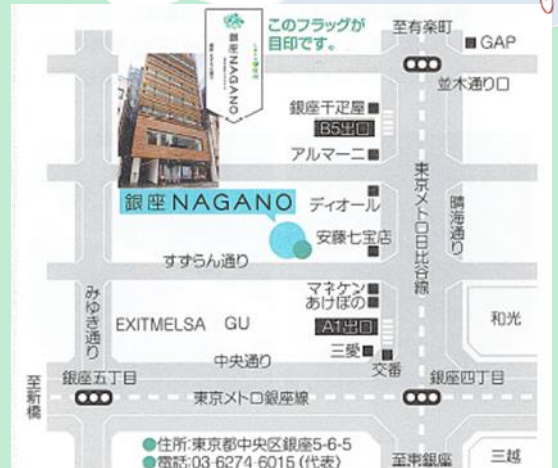 このフラッグが
目印です。
銀座NAGANO
至有楽町
GAP
並木通り口
銀座千疋屋
B5出口
アルマーニ
銀座NAGANO
ディオール
安藤七宝店
すずらん通り
東京メトロ日比谷線
晴海通り
みゆき通り
マネケン
あけぼの
EXITMELSA GU
A1出口
和光
三愛
中央通り
交番
銀座五丁目
銀座四丁目
至新橋
東京メトロ銀座線
●住所:東京都中央区銀座5-6-5
●電話:03-6274-6015(代表)
至東銀座
三越